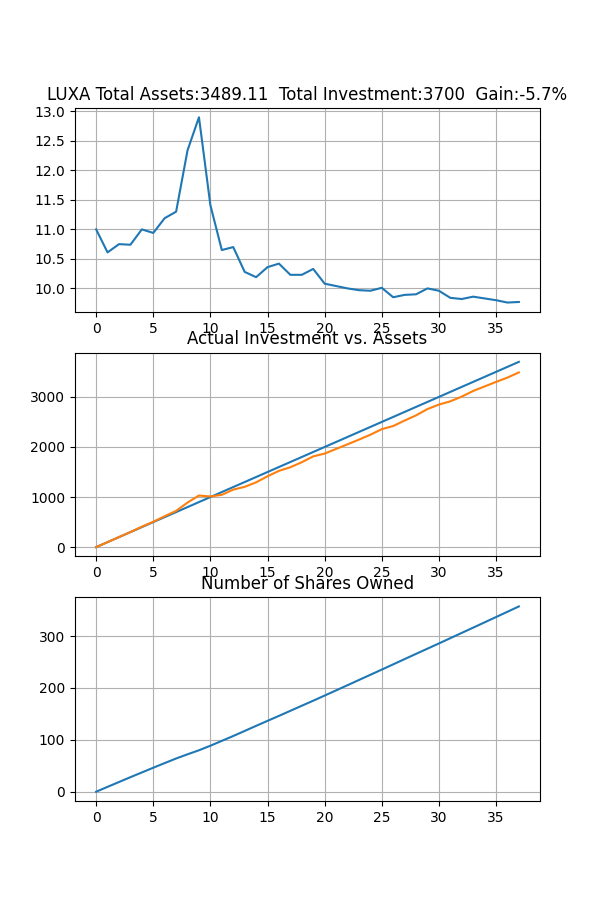 LUXA Total Assets:3489.11  Total Investment:3700  Gain:-5.7%
13.0
12.5
12.0
11.5
11.0
10.5
10.0
0 5 10 15 20 25 30 35
Actual Investment vs. Assets
3000
2000
1000
0
0 5 10 15 20 25 30 35
Number of Shares Owned
300
200
100
0
0 5 10 15 20 25 30 35